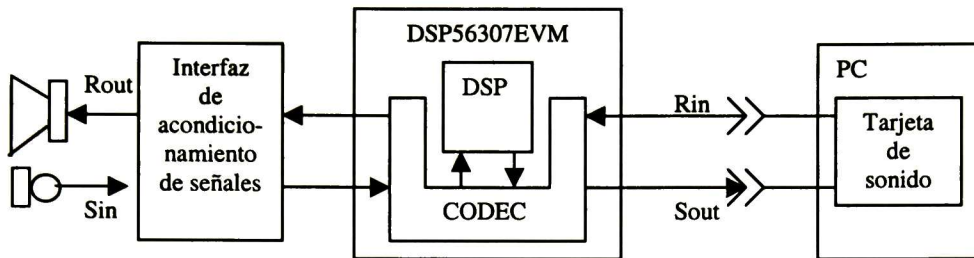 DSP56307EVM
Rout
Interfaz
de
acondicio-
namiento
de señales
Sin
DSP
CODEC
Rin
Sout
PC
Tarjeta
de
sonido